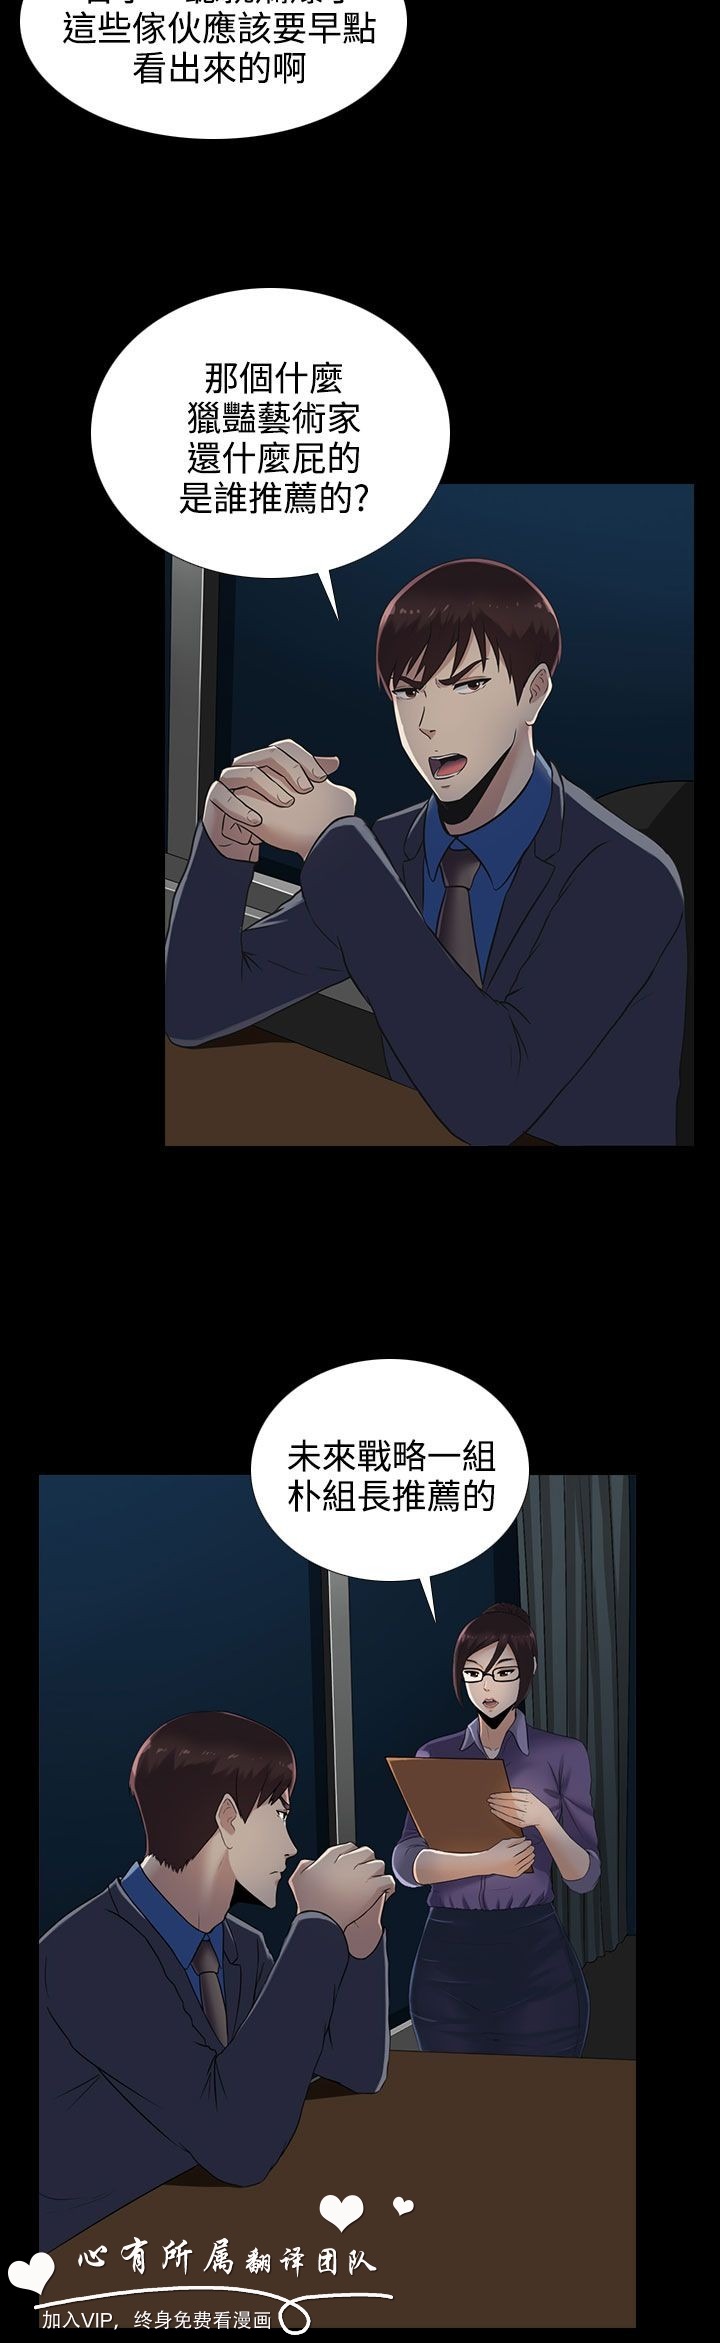 這些傢伙應該要早點
看出來的啊
那個什麼
獵豔藝術家
還什麼屁的
是誰推薦的?
未來戰略一組
朴組長推薦的
心有所属翻译团队
加入VIP，终身免费看漫画